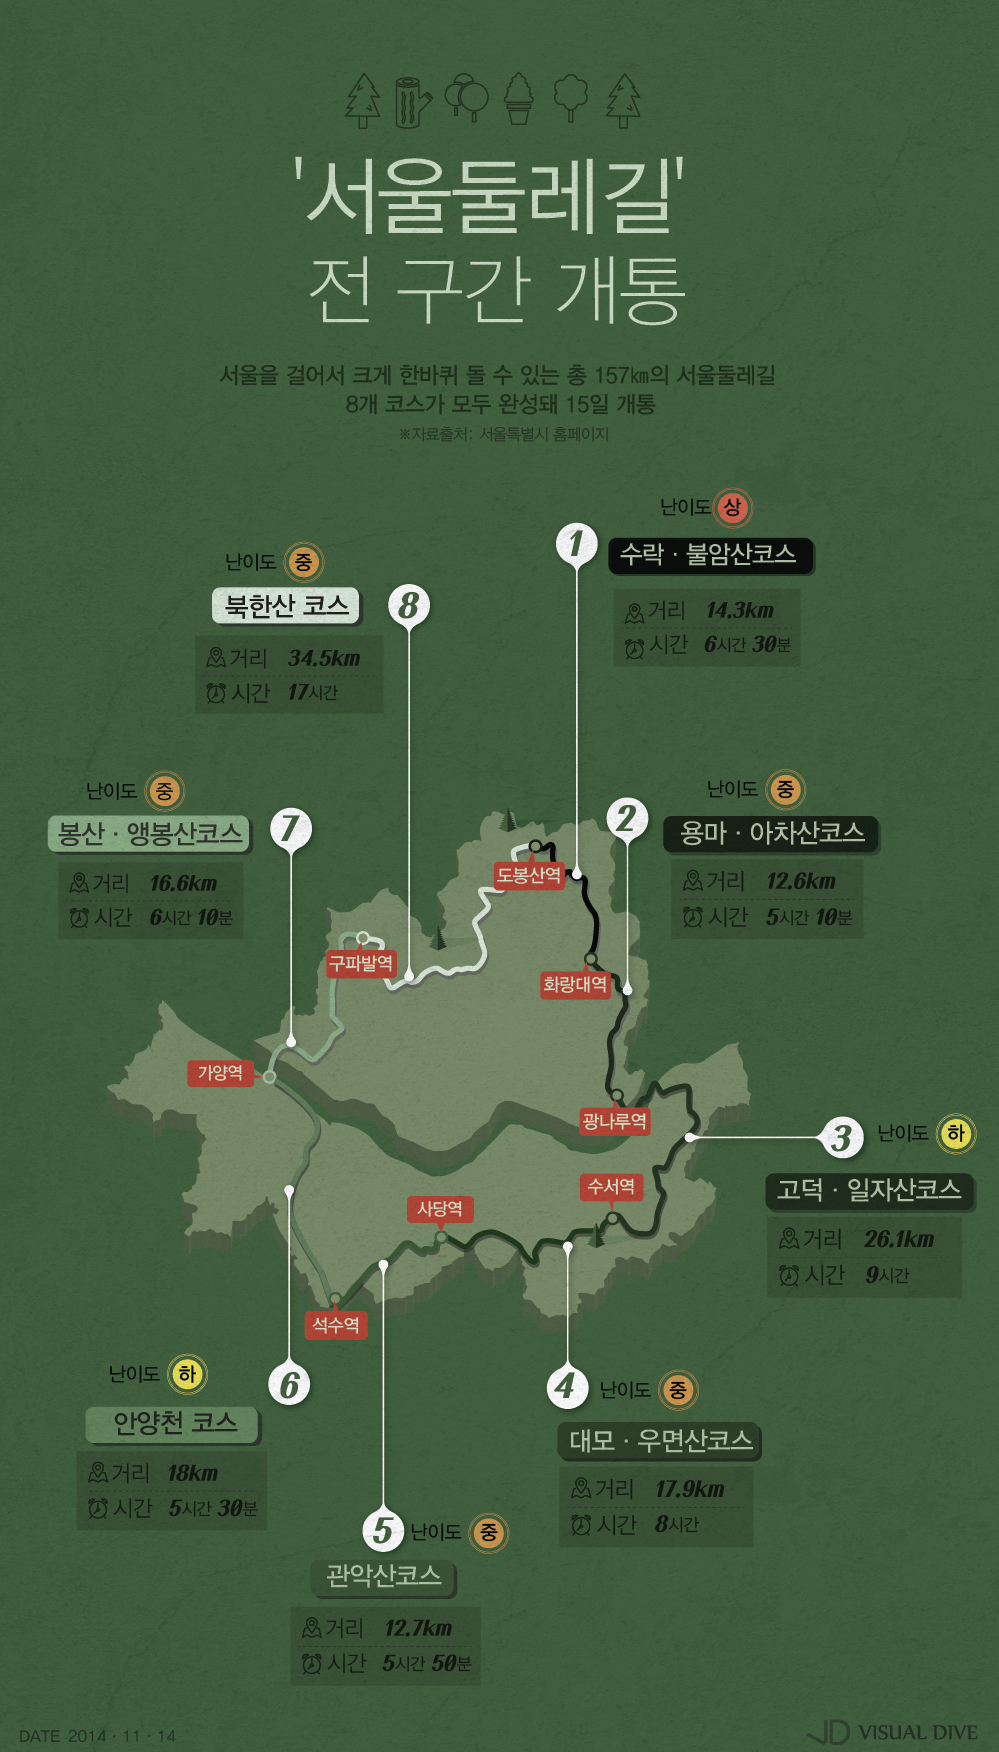 '서울둘레길'
전 구간 개통
서울을 걸어서 크게 한바퀴 돌 수 있는 총 157km의 서울둘레길
8개 코스가 모두 완성돼 15일 개통
※자료출처: 서울특별시 홈페이지
난이도 상
1 수락·불암산코스
거리 14.3km
시간 6시간 30분
난이도 중
북한산 코스 8
거리 34.5km
시간 17시간
난이도 중
봉산·앵봉산코스 7
거리 16.6km
시간 6시간 10분
난이도 중
2 용마·아차산코스
거리 12.6km
시간 5시간 10분
도봉산역
구파발역
화랑대역
가양역
광나루역
수서역
사당역
석수역
3 난이도 하
고덕·일자산코스
거리 26.1km
시간 9시간
난이도 하
6
안양천 코스
거리 18km
시간 5시간 30분
4 난이도 중
대모·우면산코스
거리 17.9km
시간 8시간
5 난이도 중
관악산코스
거리 12.7km
시간 5시간 50분
DATE 2014·11·14
JD VISUAL DIVE